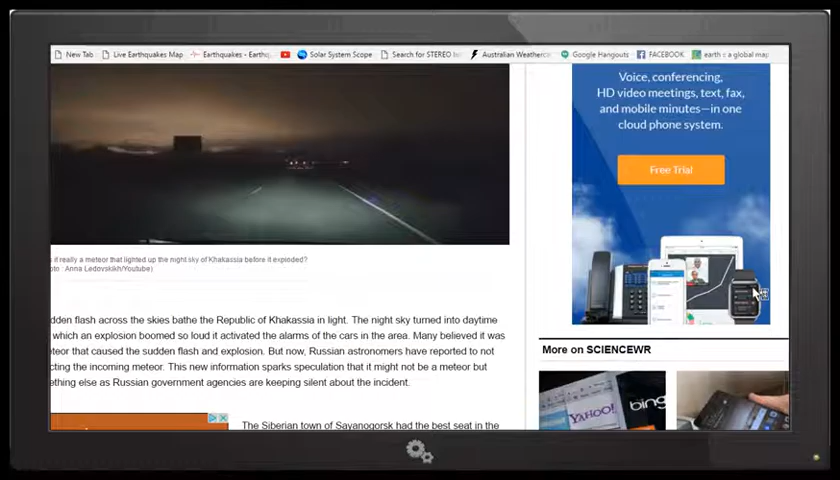 New Tab
Live Earthquakes Map
Earthquakes - Earthq
Solar System Scope
Search for STEREO
Australian Weather
Google Hangouts
FACEBOOK
earth :: a global map
Voice, conferencing,
HD video meetings, text, fax,
and mobile minutes—in one
cloud phone system.
Free Trial
it really a meteor that lighted up the night sky of Khakassia before it exploded?
oto : Anna Ledovskikh/Youtube)
dden flash across the skies bathe the Republic of Khakassia in light. The night sky turned into daytime
which an explosion boomed so loud it activated the alarms of the cars in the area. Many believed it was
eteor that caused the sudden flash and explosion. But now, Russian astronomers have reported to not
cting the incoming meteor. This new information sparks speculation that it might not be a meteor but
ething else as Russian government agencies are keeping silent about the incident.
The Siberian town of Sayanogorsk had the best seat in the
More on SCIENCEWR
YAHOO!
bing